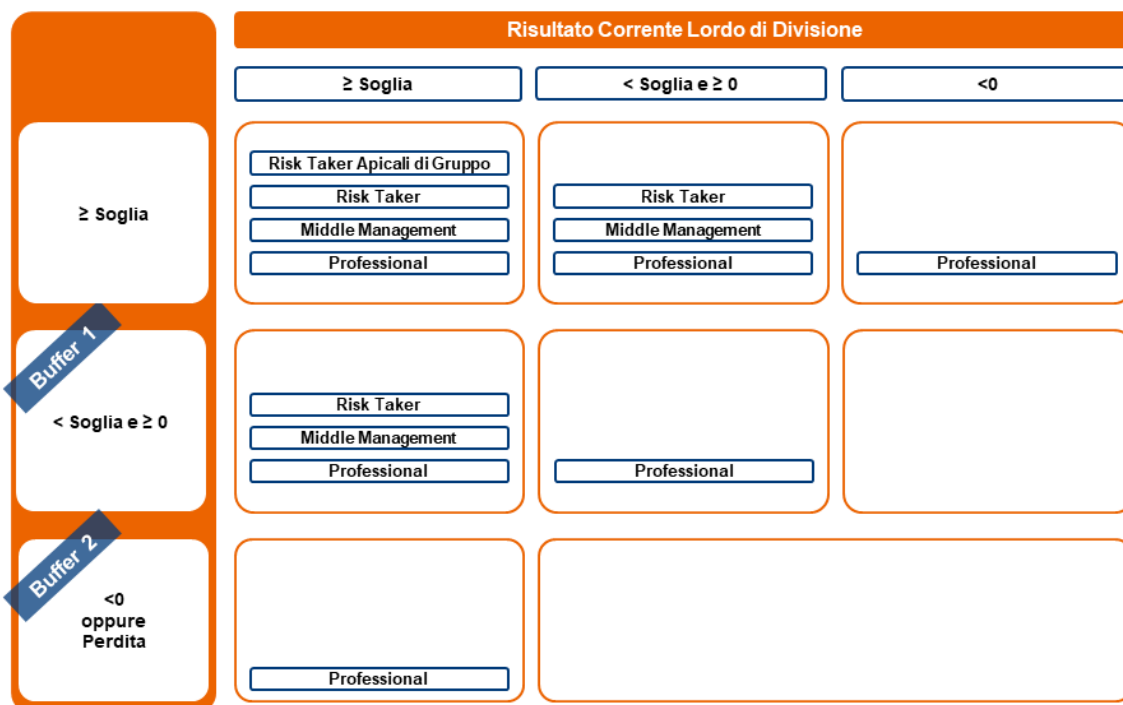 Risultato Corrente Lordo di Divisione
≥ Soglia
< Soglia e ≥ 0
<0
≥ Soglia
Risk Taker Apicali di Gruppo
Risk Taker
Middle Management
Professional
Risk Taker
Middle Management
Professional
Professional
Buffer 1
< Soglia e ≥ 0
Risk Taker
Middle Management
Professional
Professional
Buffer 2
<0
oppure
Perdita
Professional